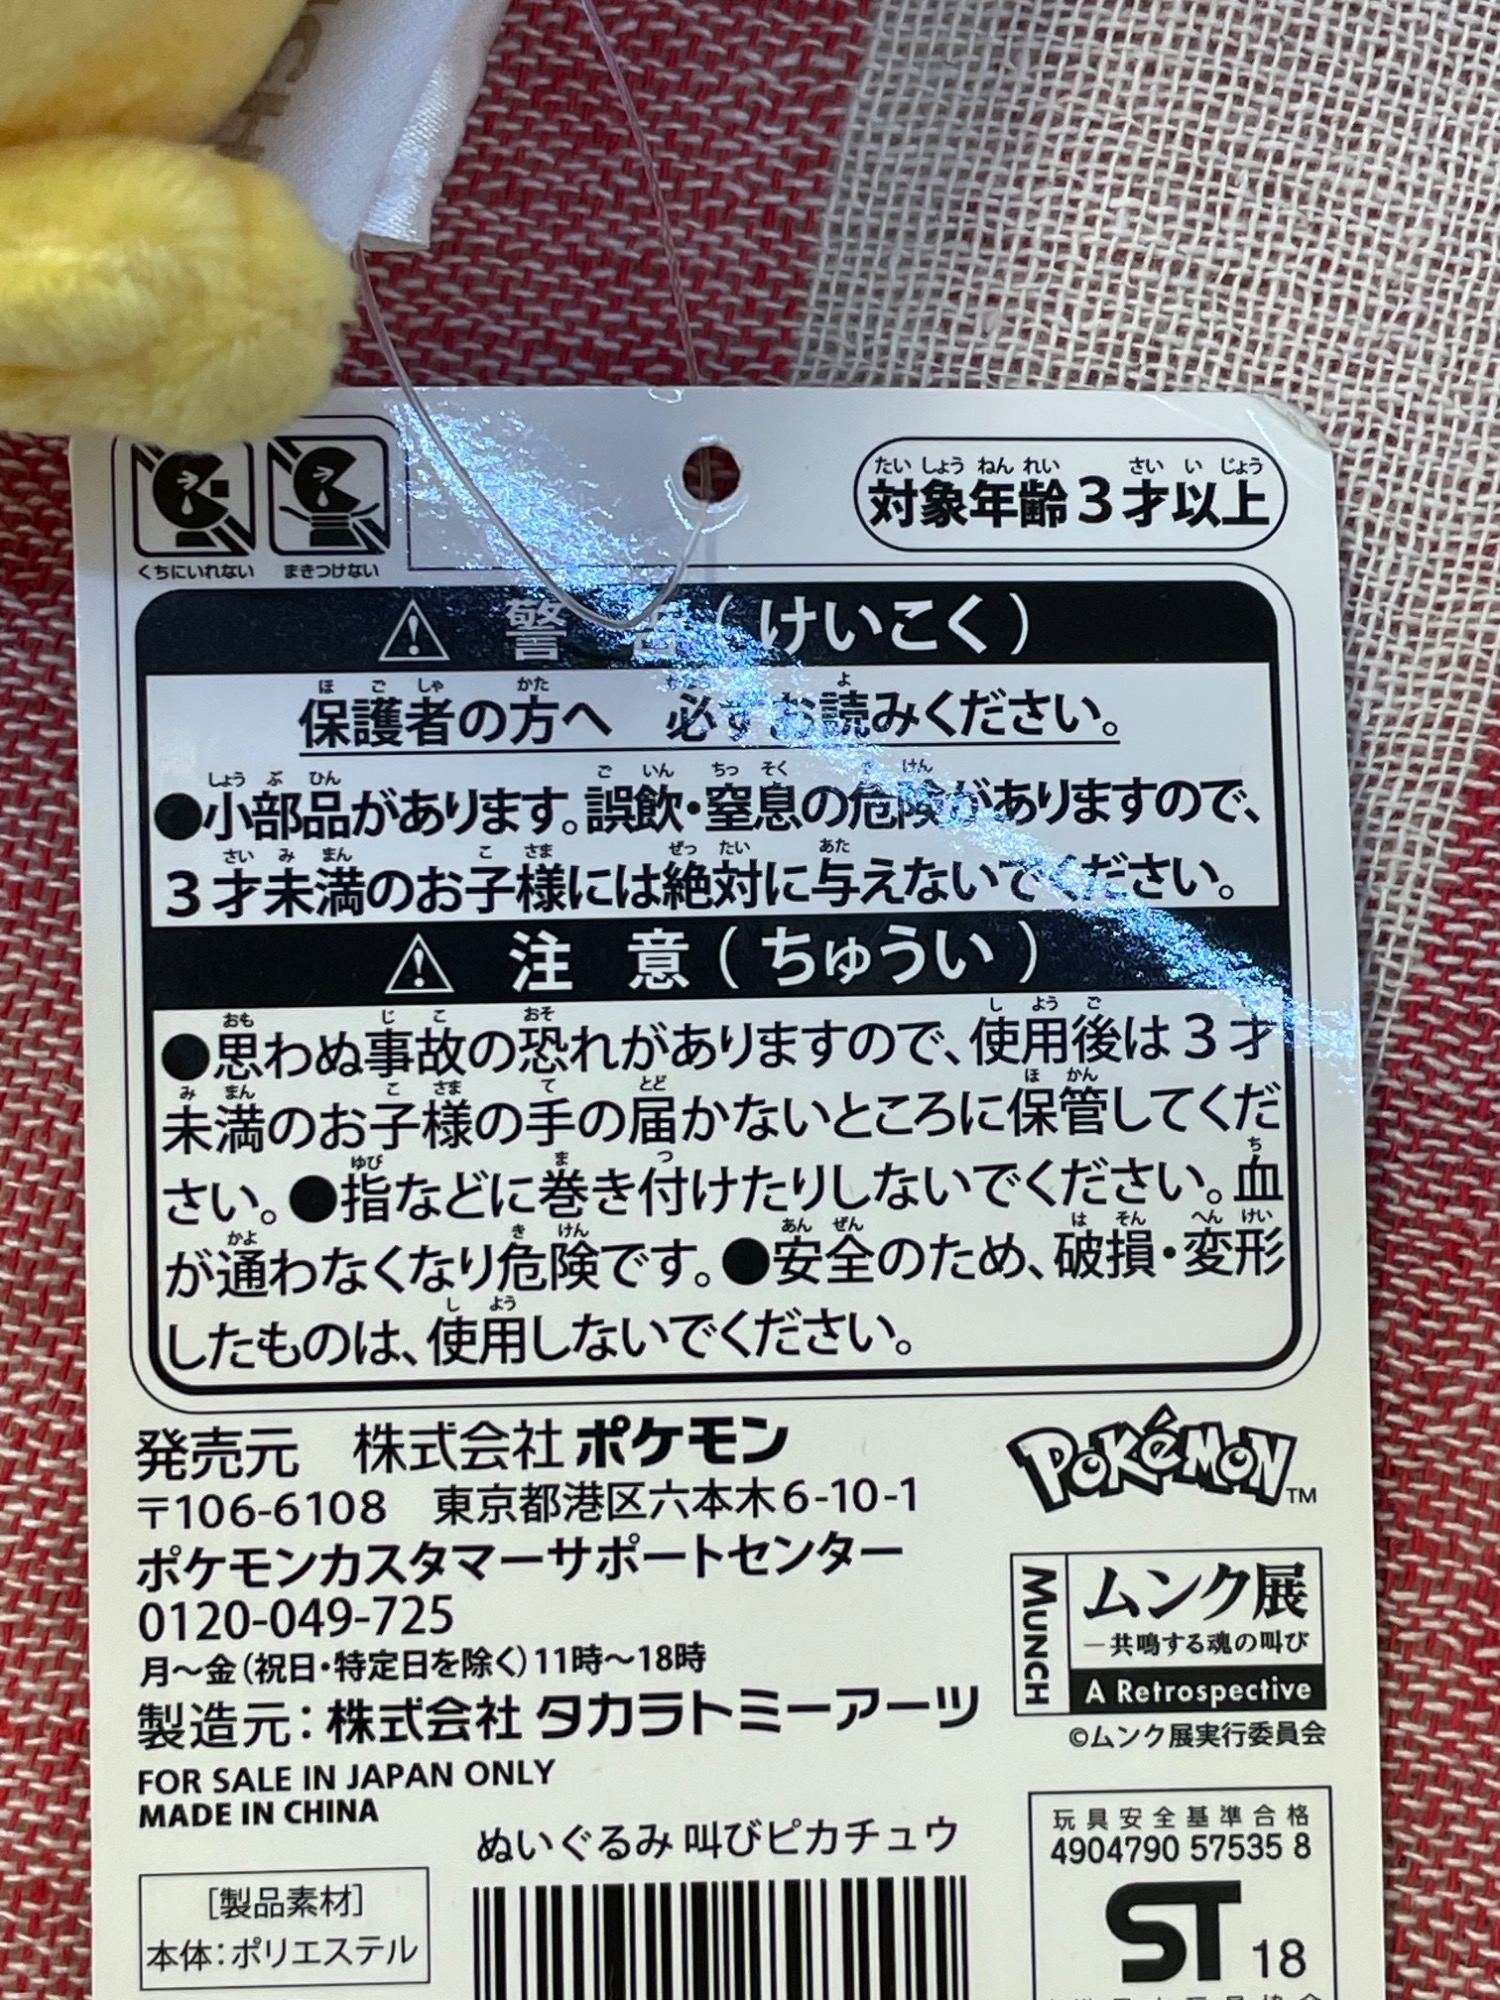 くちにいれない まきつけない
対象年齢3才以上
警告(けいこく)
保護者の方へ 必ずお読みください。
●小部品があります。誤飲・窒息の危険がありますので、
3才未満のお子様には絶対に与えないでください。
注意(ちゅうい)
●思わぬ事故の恐れがありますので、使用後は3才
未満のお子様の手の届かないところに保管してくだ
さい。●指などに巻き付けたりしないでください。血
が通わなくなり危険です。●安全のため、破損・変形
したものは、使用しないでください。
発売元 株式会社ポケモン
〒106-6108 東京都港区六本木6-10-1
ポケモンカスタマーサポートセンター
0120-049-725
月～金(祝日・特定日を除く)11時～18時
製造元:株式会社タカラトミーアーツ
FOR SALE IN JAPAN ONLY
MADE IN CHINA
POKéMON™
MUNCH
ムンク展
―共鳴する魂の叫び
A Retrospective
©ムンク展実行委員会
ぬいぐるみ 叫びピカチュウ
[製品素材]
本体:ポリエステル
玩具安全基準合格
4904790 57535 8
ST 18